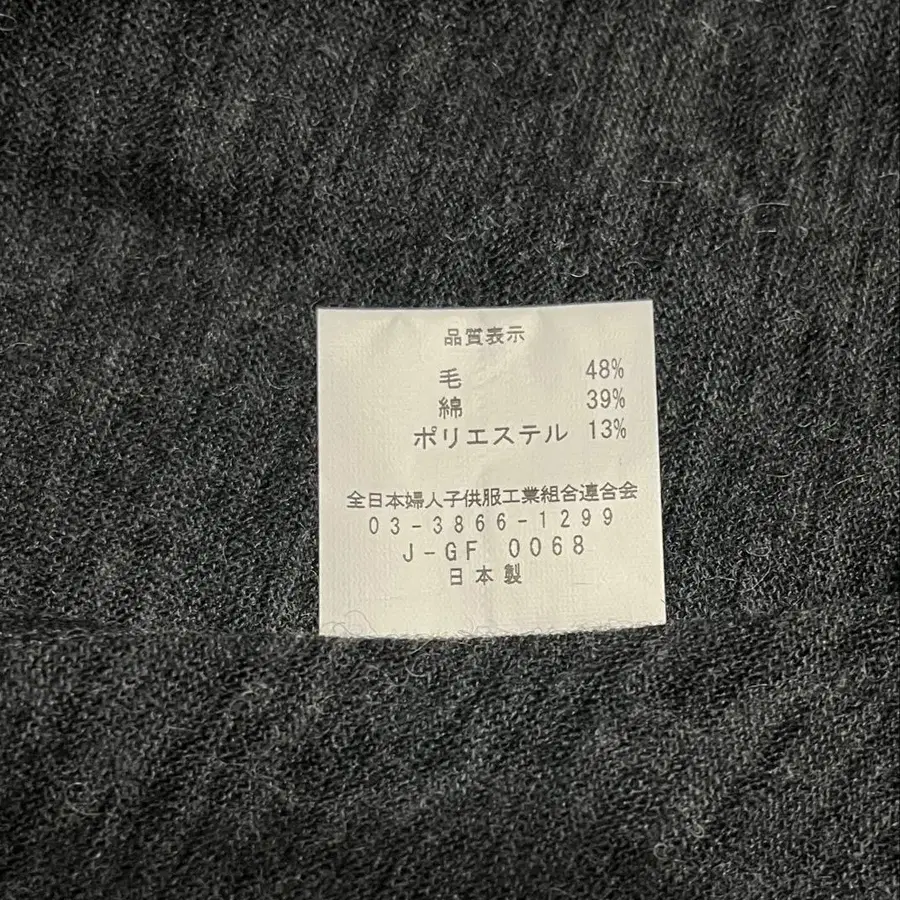 品質表示
毛 48%
綿 39%
ポリエステル 13%
全日本婦人子供服工業組合連合会
03-3866-1299
J-GF 0068
日本製